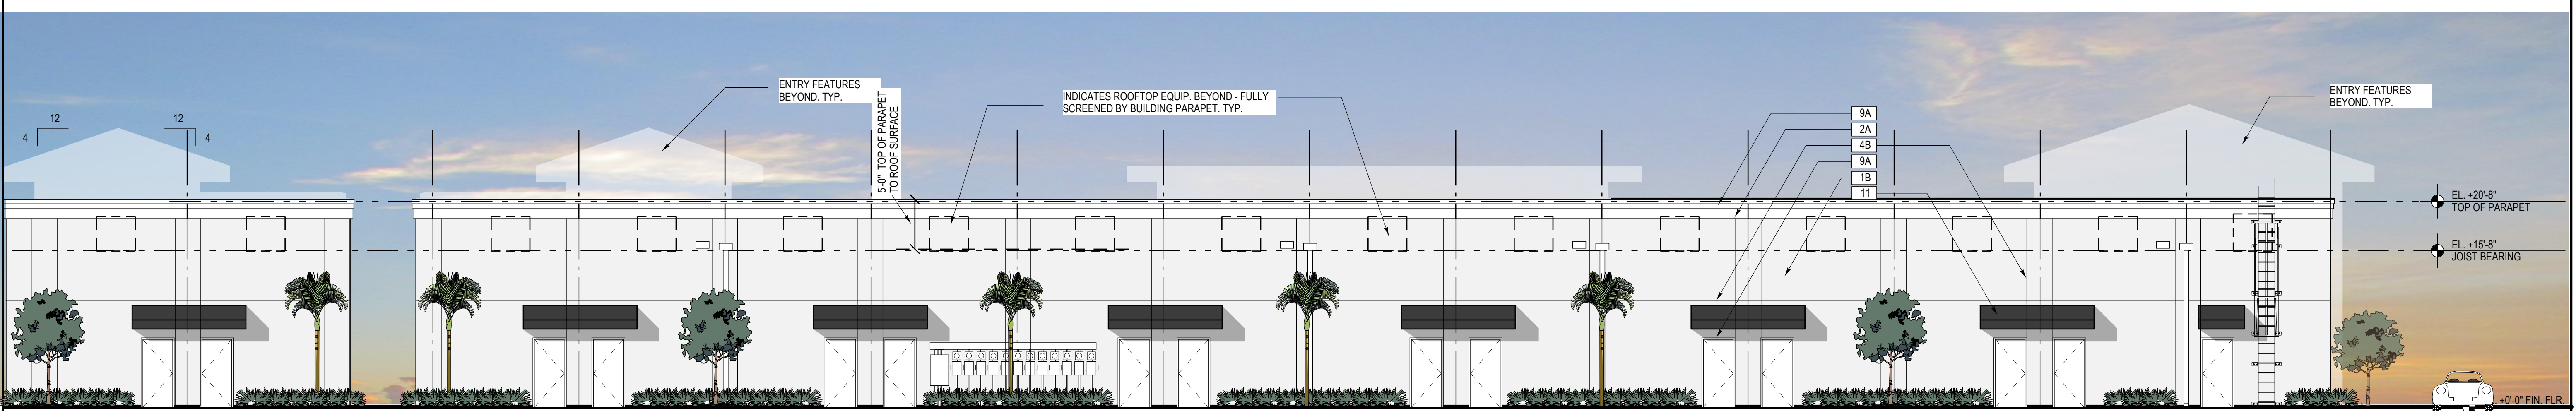 12
4
12
4
ENTRY FEATURES
BEYOND. TYP.
5'-0" TOP OF PARAPET
TO ROOF SURFACE
INDICATES ROOFTOP EQUIP. BEYOND - FULLY
SCREENED BY BUILDING PARAPET. TYP.
9A
2A
4B
9A
1B
11
ENTRY FEATURES
BEYOND. TYP.
EL. +20'-8"
TOP OF PARAPET
EL. +15'-8"
JOIST BEARING
+0'-0" FIN. FLR.